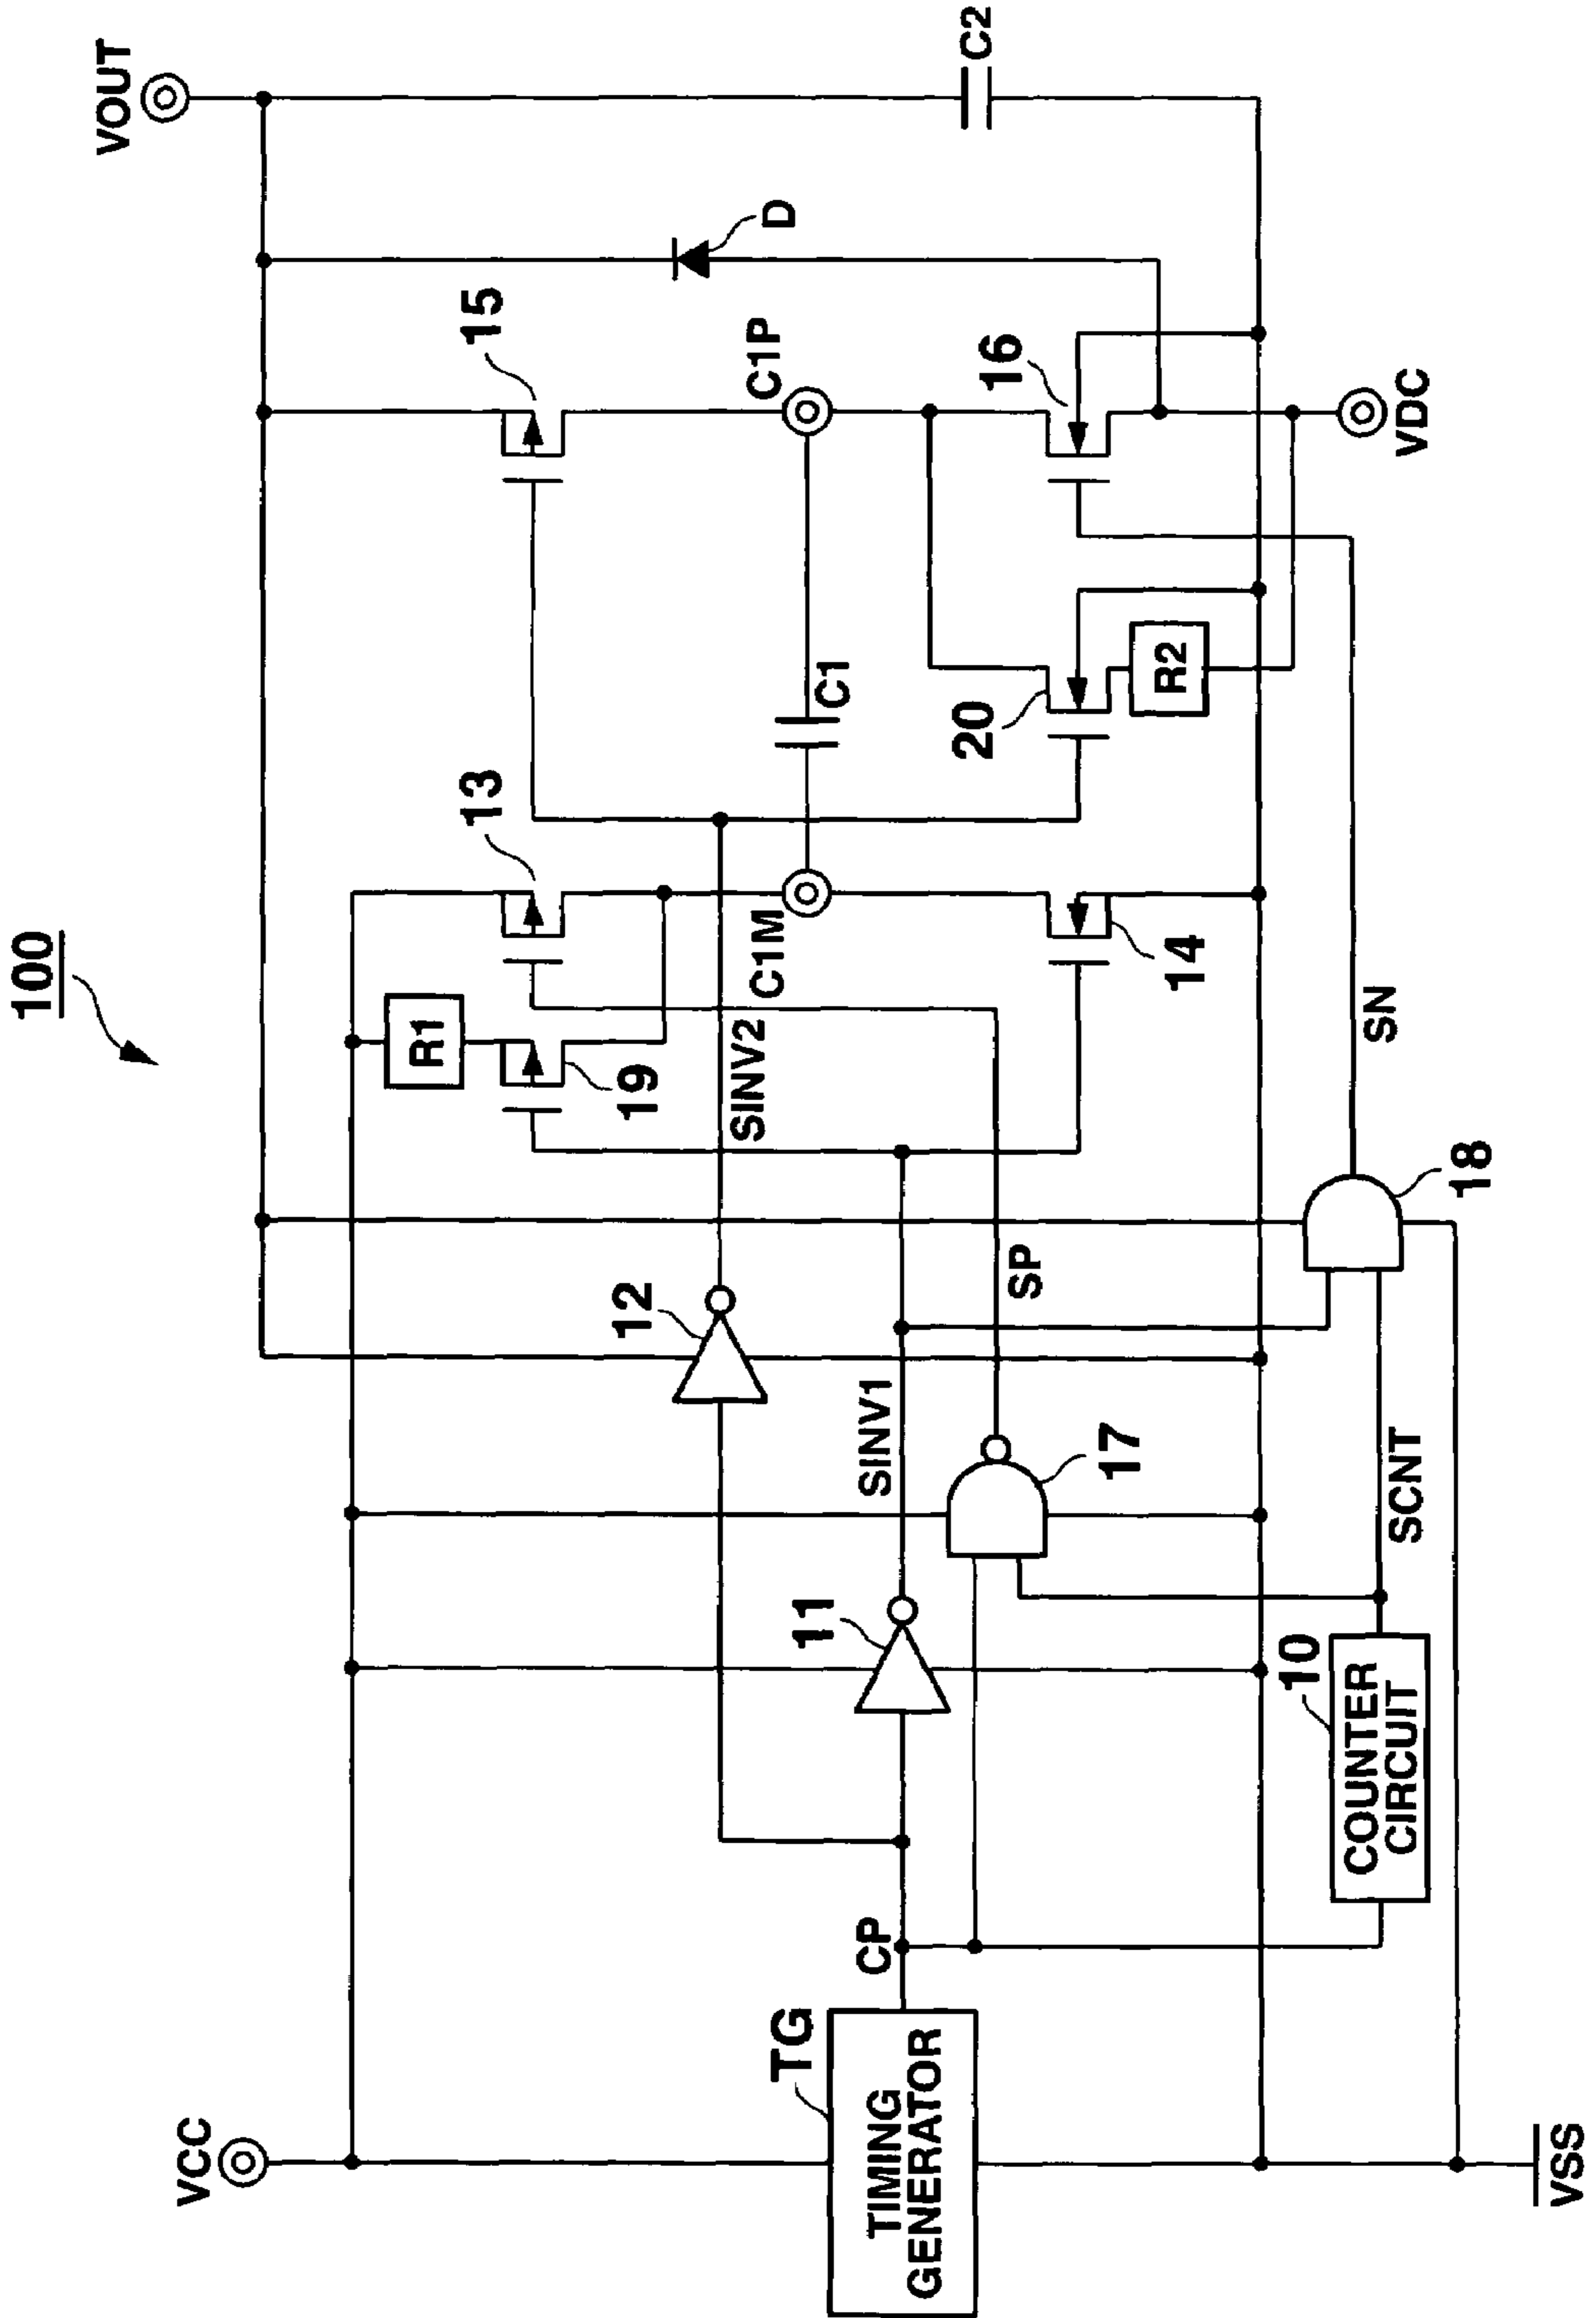 100
VCC
VOUT
TG
TIMING
GENERATOR
CP
11
12
SINV1
SINV2
R1
13
19
C1M
C1
15
C1P
D
C2
17
SP
14
20
R2
16
10
COUNTER
CIRCUIT
SCNT
18
SN
VDC
VSS